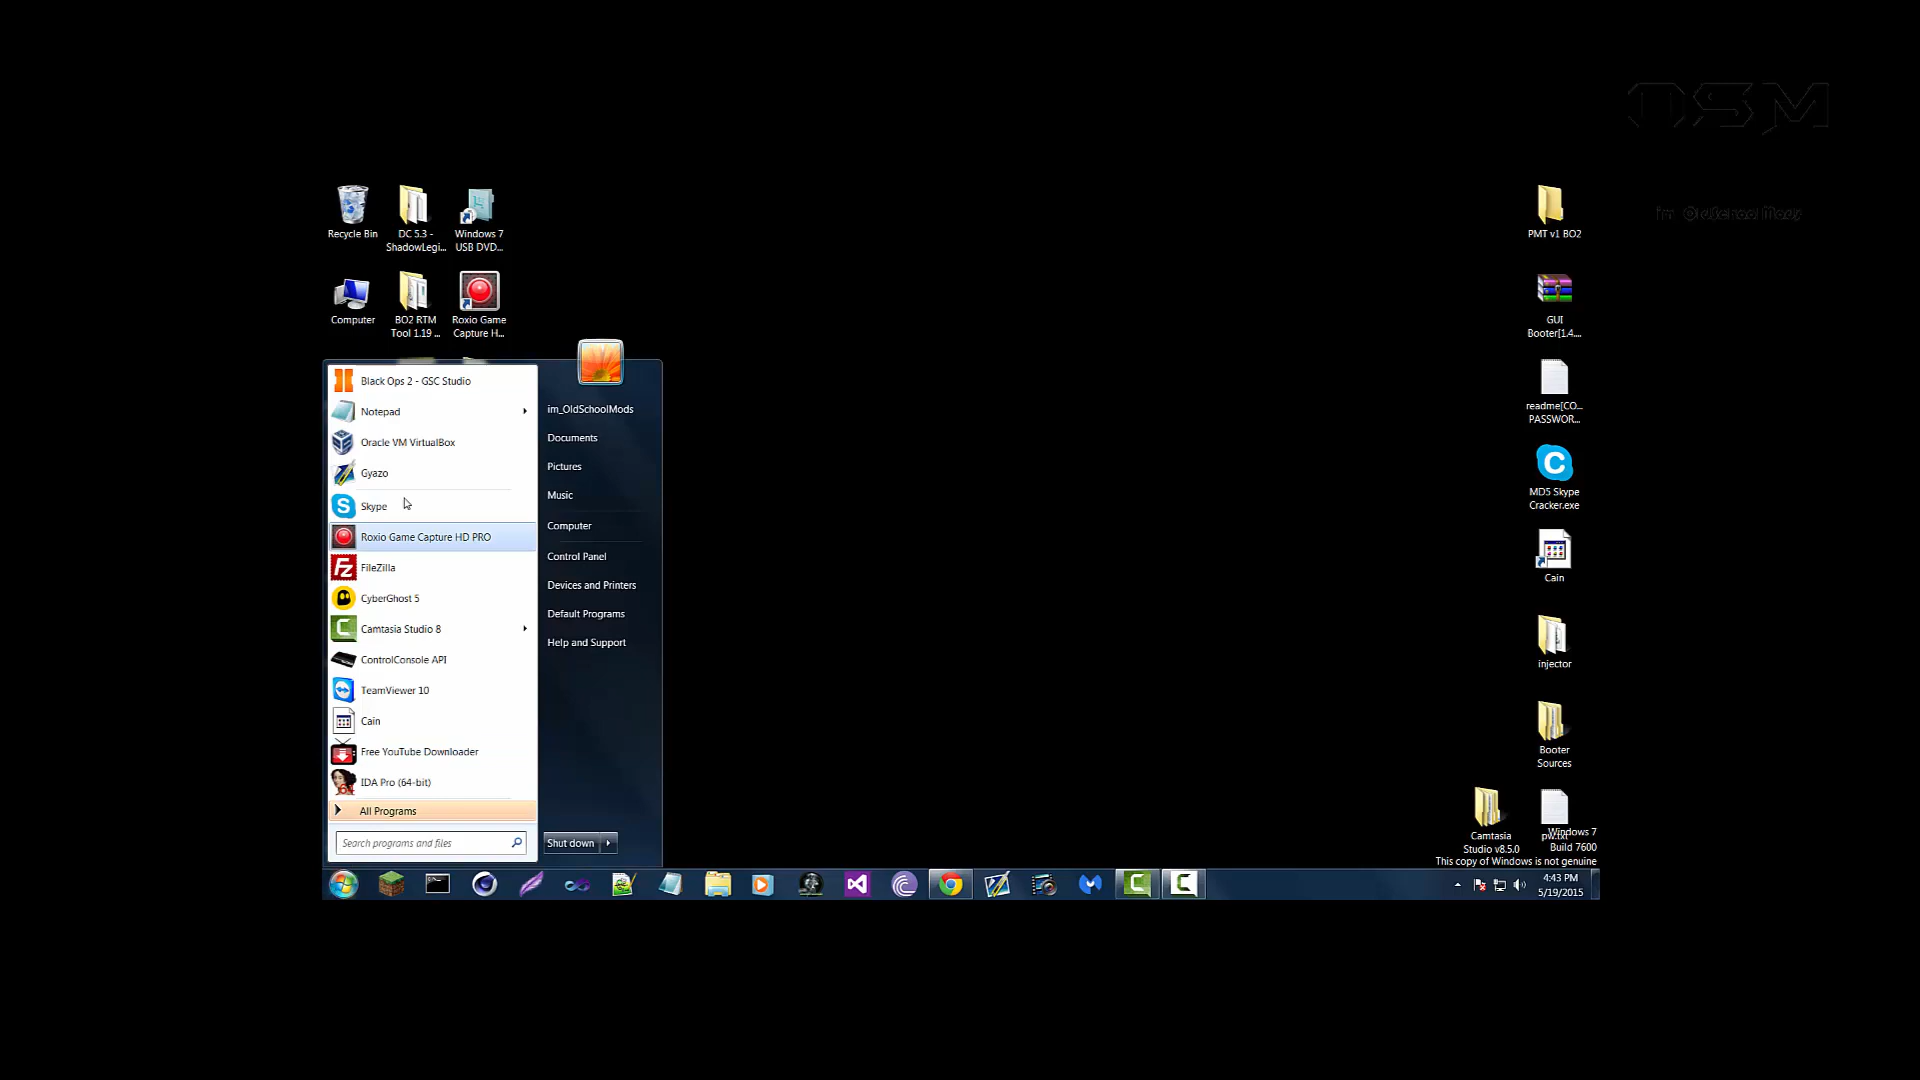 OSM
im_OldSchoolMods
Recycle Bin
DC 5.3 -
ShadowLegi...
Windows 7
USB DVD...
PMT v1 BO2
Computer
BO2 RTM
Tool 1.19 ...
Roxio Game
Capture H...
GUI
Booter[1.4....
Black Ops 2 - GSC Studio
Notepad
Oracle VM VirtualBox
Gyazo
Skype
Roxio Game Capture HD PRO
FileZilla
CyberGhost 5
Camtasia Studio 8
ControlConsole API
TeamViewer 10
Cain
Free YouTube Downloader
IDA Pro (64-bit)
All Programs
Search programs and files
im_OldSchoolMods
Documents
Pictures
Music
Computer
Control Panel
Devices and Printers
Default Programs
Help and Support
Shut down
readme[CO...
PASSWOR...
MD5 Skype
Cracker.exe
Cain
injector
Booter
Sources
Camtasia
Studio v8.5.0
pw.txt
Windows 7
Build 7600
This copy of Windows is not genuine
4:43 PM
5/19/2015